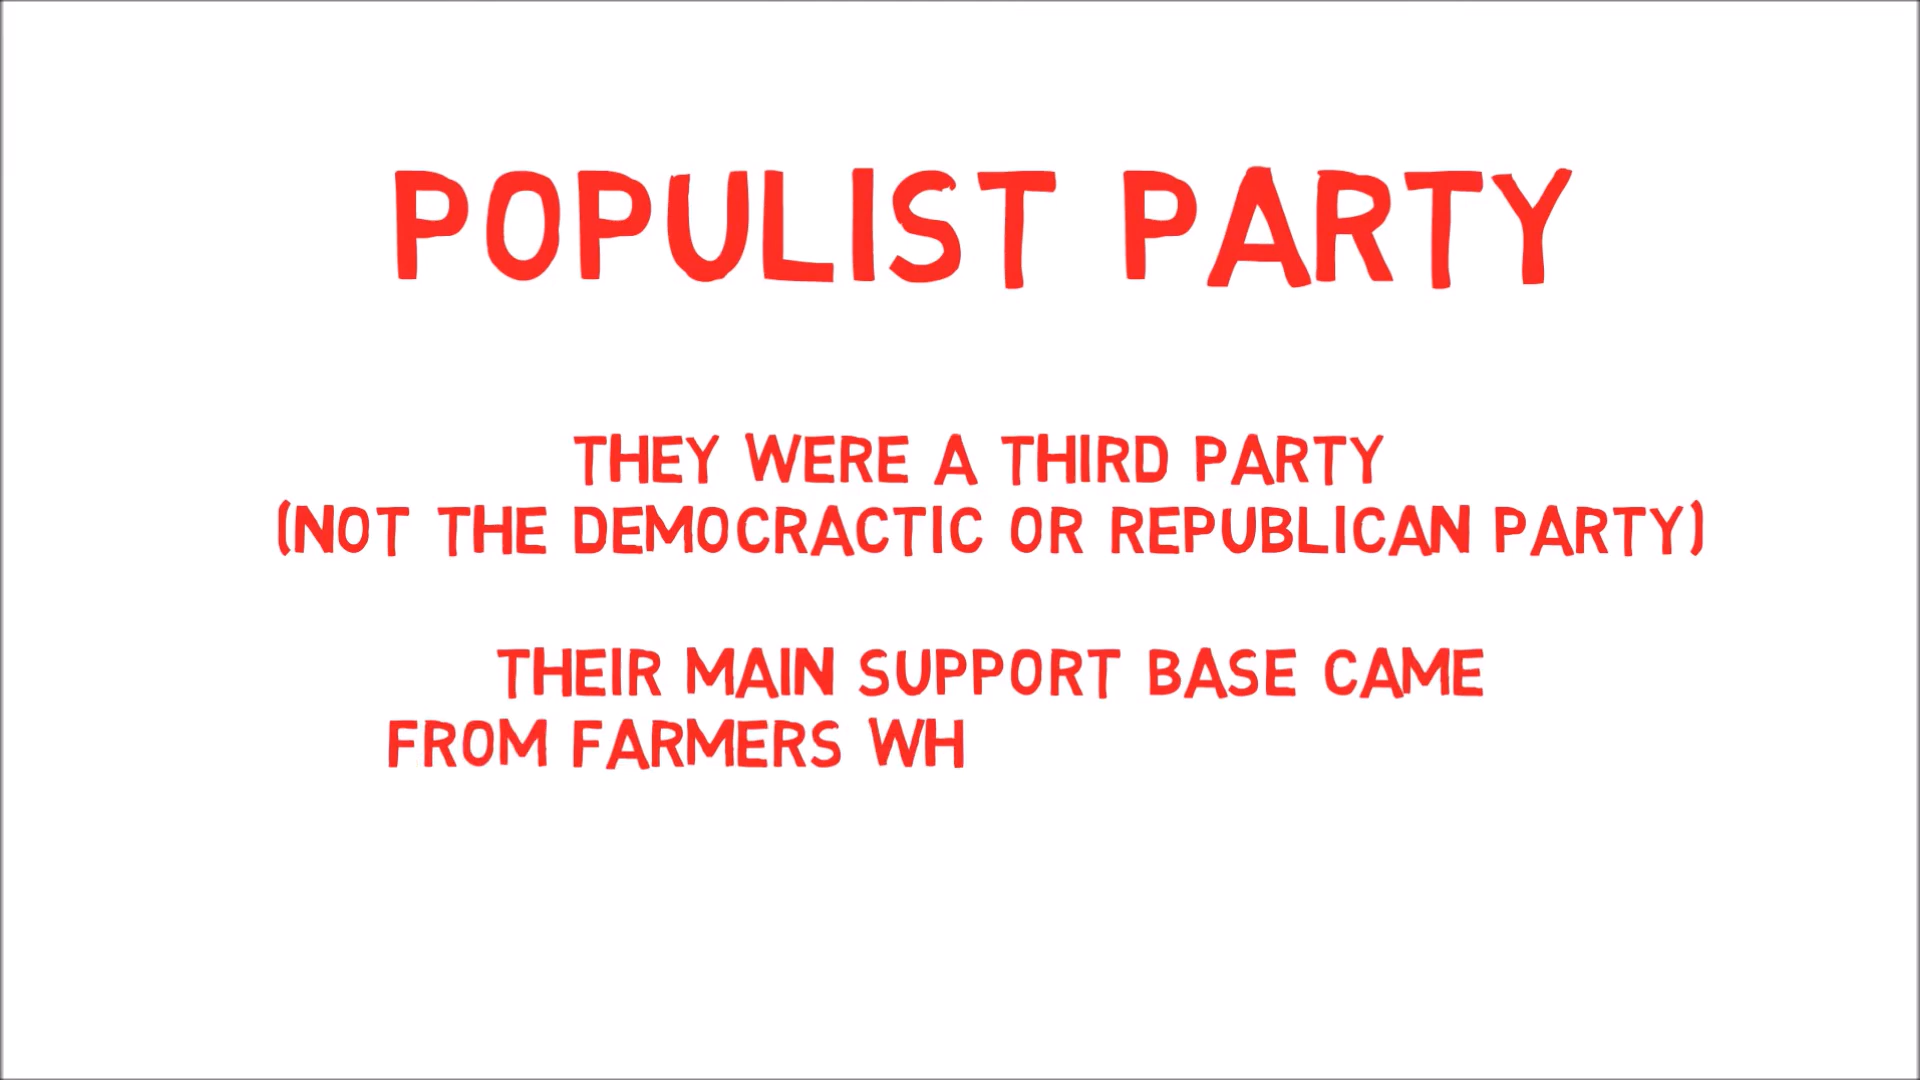 POPULIST PARTY
THEY WERE A THIRD PARTY
(NOT THE DEMOCRACTIC OR REPUBLICAN PARTY)
THEIR MAIN SUPPORT BASE CAME
FROM FARMERS WH